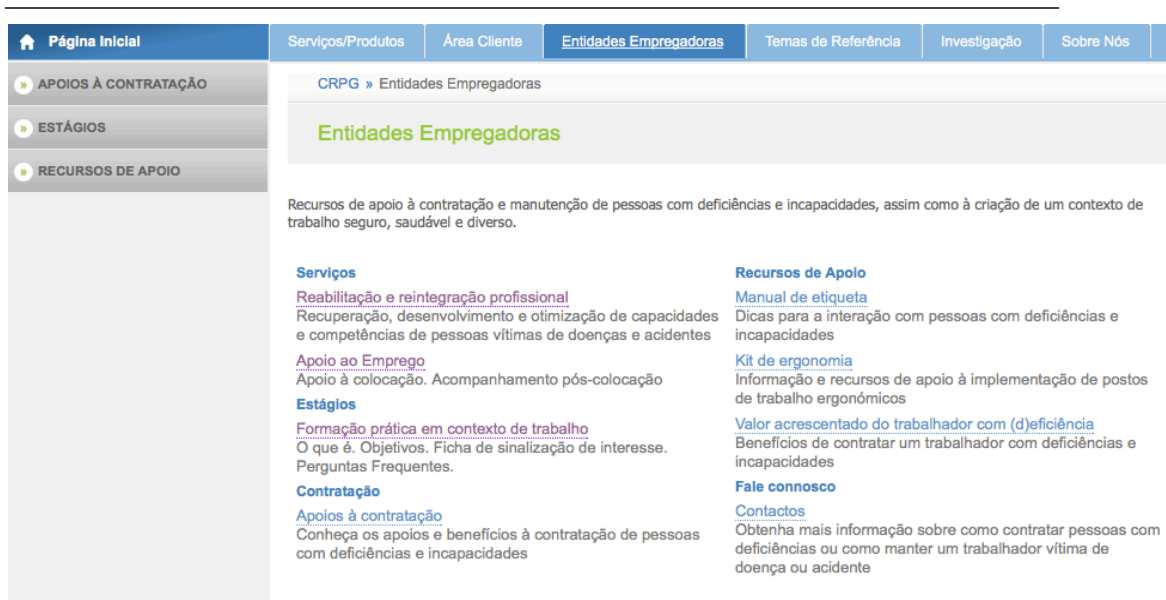 Página Inicial
Serviços/Produtos
Área Cliente
Entidades Empregadoras
Temas de Referência
Investigação
Sobre Nós
» APOIOS À CONTRATAÇÃO
» ESTÁGIOS
» RECURSOS DE APOIO
CRPG » Entidades Empregadoras
Entidades Empregadoras
Recursos de apoio à contratação e manutenção de pessoas com deficiências e incapacidades, assim como à criação de um contexto de
trabalho seguro, saudável e diverso.
Serviços
Reabilitação e reintegração profissional
Recuperação, desenvolvimento e otimização de capacidades
e competências de pessoas vítimas de doenças e acidentes
Apoio ao Emprego
Apoio à colocação. Acompanhamento pós-colocação
Estágios
Formação prática em contexto de trabalho
O que é. Objetivos. Ficha de sinalização de interesse.
Perguntas Frequentes.
Contratação
Apoios à contratação
Conheça os apoios e benefícios à contratação de pessoas
com deficiências e incapacidades
Recursos de Apoio
Manual de etiqueta
Dicas para a interação com pessoas com deficiências e
incapacidades
Kit de ergonomia
Informação e recursos de apoio à implementação de postos
de trabalho ergonómicos
Valor acrescentado do trabalhador com (d)eficiência
Benefícios de contratar um trabalhador com deficiências e
incapacidades
Fale connosco
Contactos
Obtenha mais informação sobre como contratar pessoas com
deficiências ou como manter um trabalhador vítima de
doença ou acidente